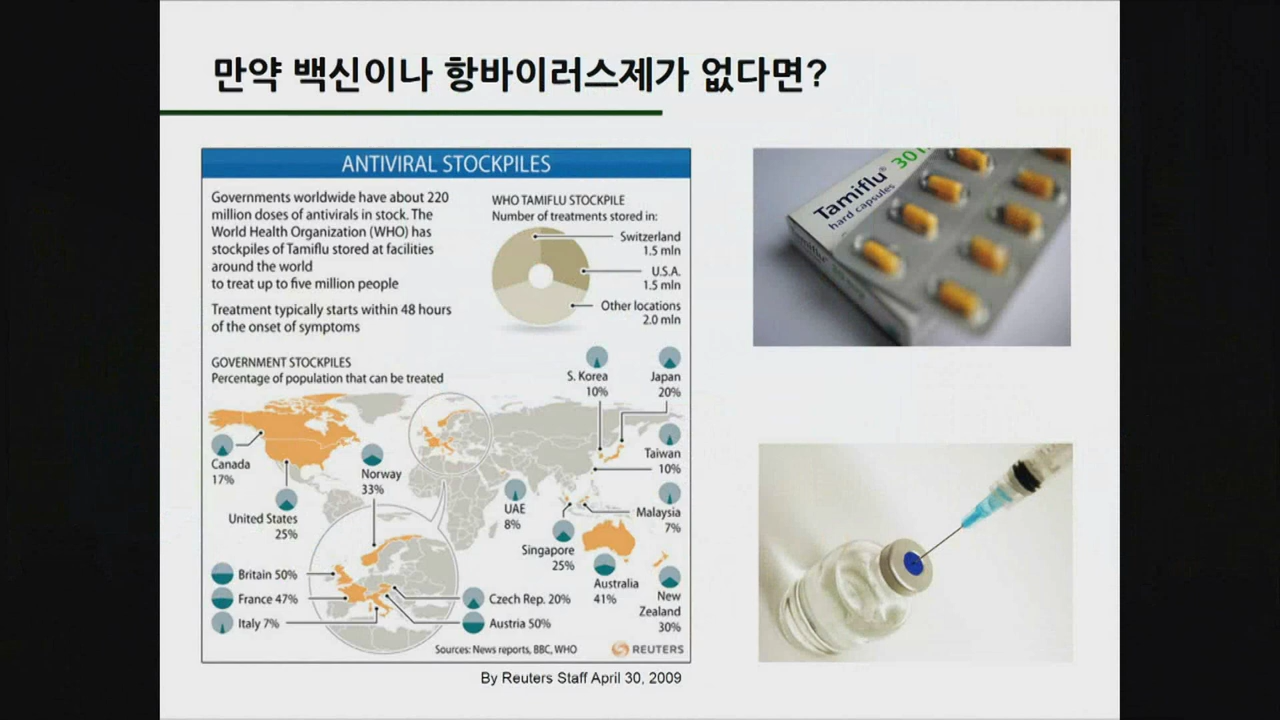 만약 백신이나 항바이러스제가 없다면?
ANTIVIRAL STOCKPILES
Governments worldwide have about 220
million doses of antivirals in stock. The
World Health Organization (WHO) has
stockpiles of Tamiflu stored at facilities
around the world
to treat up to five million people
Treatment typically starts within 48 hours
of the onset of symptoms
WHO TAMIFLU STOCKPILE
Number of treatments stored in:
Switzerland
1.5 mln
U.S.A.
1.5 mln
Other locations
2.0 mln
GOVERNMENT STOCKPILES
Percentage of population that can be treated
S. Korea
10%
Japan
20%
Canada
17%
Norway
33%
Taiwan
10%
United States
25%
UAE
8%
Malaysia
7%
Singapore
25%
Australia
41%
New
Zealand
30%
Britain 50%
France 47%
Italy 7%
Czech Rep. 20%
Austria 50%
Sources: News reports, BBC, WHO
REUTERS
By Reuters Staff April 30, 2009
Tamiflu®
hard capsules
30